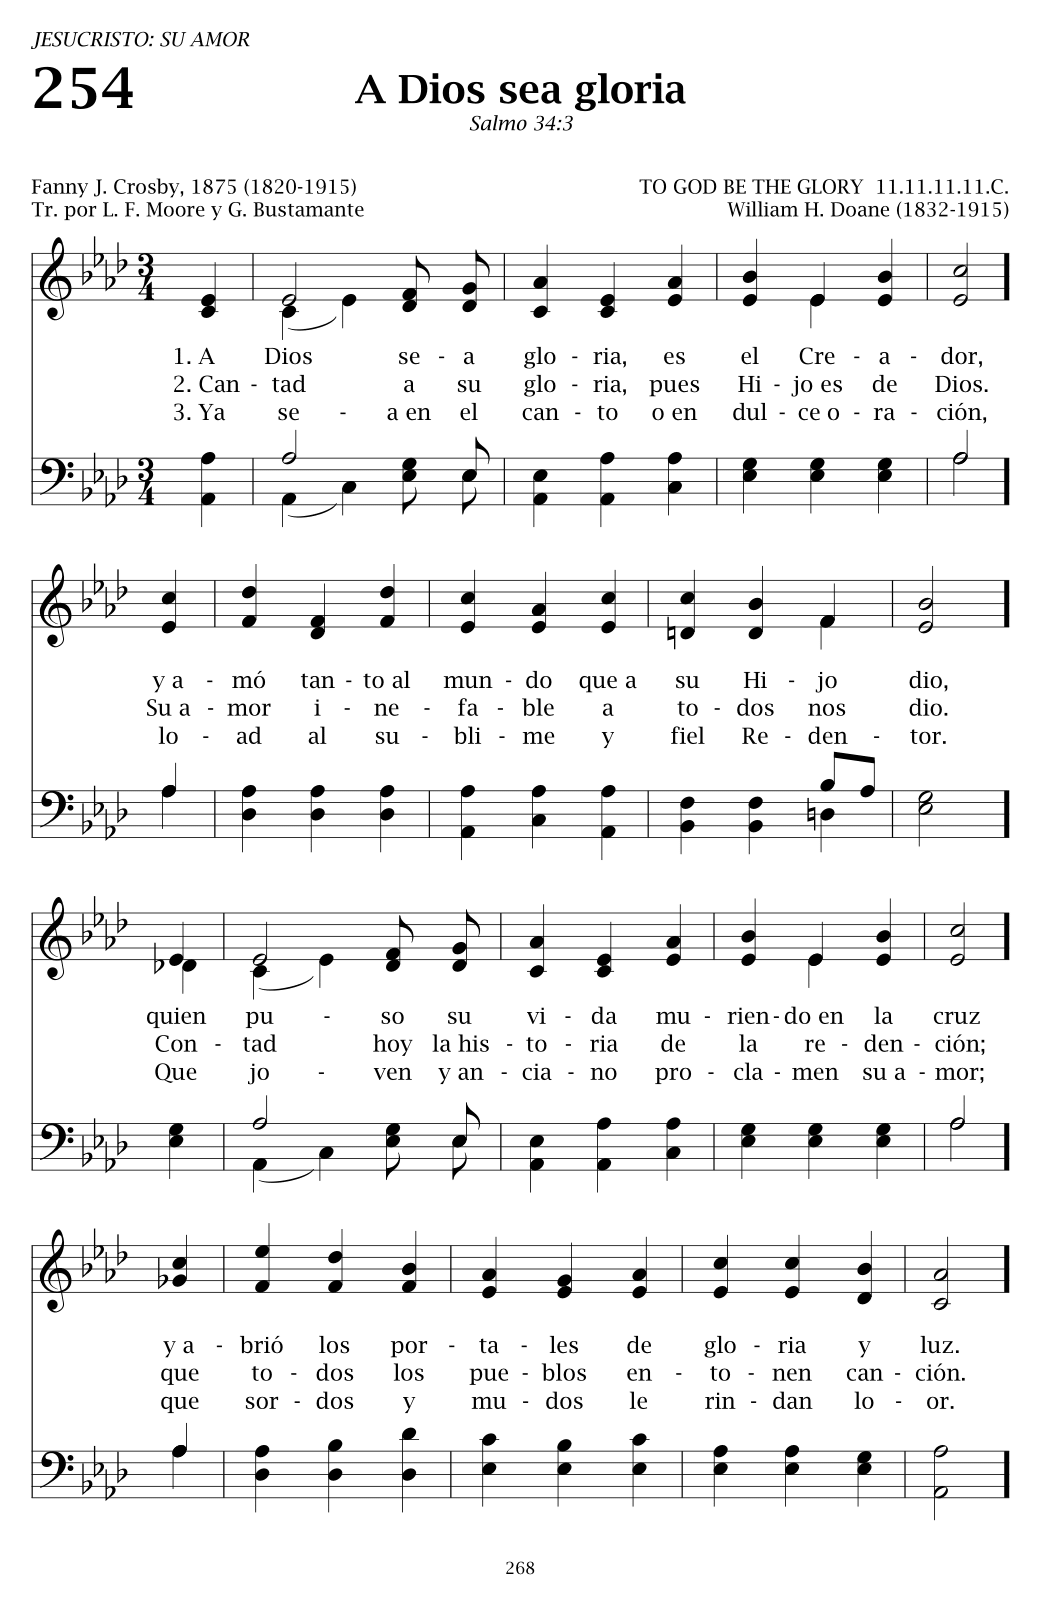 JESUCRISTO: SU AMOR
254
A Dios sea gloria
Salmo 34:3
Fanny J. Crosby, 1875 (1820-1915)
TO GOD BE THE GLORY 11.11.11.11.C.
Tr. por L. F. Moore y G. Bustamante
William H. Doane (1832-1915)
3
4
1. A Dios se - a glo - ria, es el Cre - a - dor,
2. Can - tad a su glo - ria, pues Hi - jo es de Dios.
3. Ya se - a en el can - to o en dul - ce o - ra - ción,
3
4
y a - mó tan - to al mun - do que a su Hi - jo dio,
Su a - mor i - ne - fa - ble a to - dos nos dio.
lo - ad al su - bli - me y fiel Re - den - tor.
quien pu - so su vi - da mu - rien - do en la cruz
Con - tad hoy la his - to - ria de la re - den - ción;
Que jo - ven y an - cia - no pro - cla - men su a - mor;
y a - brió los por - ta - les de glo - ria y luz.
que to - dos los pue - blos en - to - nen can - ción.
que sor - dos y mu - dos le rin - dan lo - or.
268